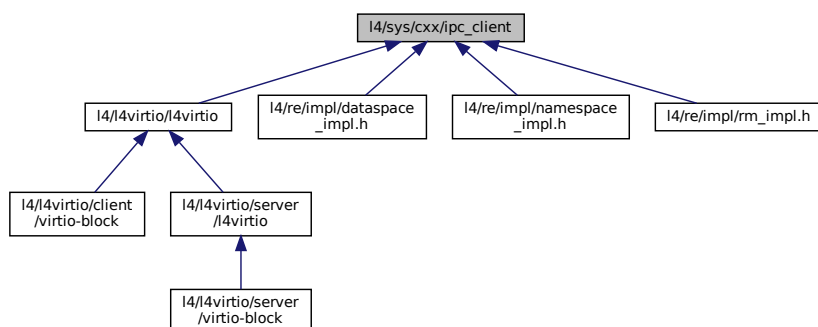 l4/sys/cxx/ipc_client
l4/l4virtio/l4virtio
l4/re/impl/dataspace
_impl.h
l4/re/impl/namespace
_impl.h
l4/re/impl/rm_impl.h
l4/l4virtio/client
/virtio-block
l4/l4virtio/server
/l4virtio
l4/l4virtio/server
/virtio-block